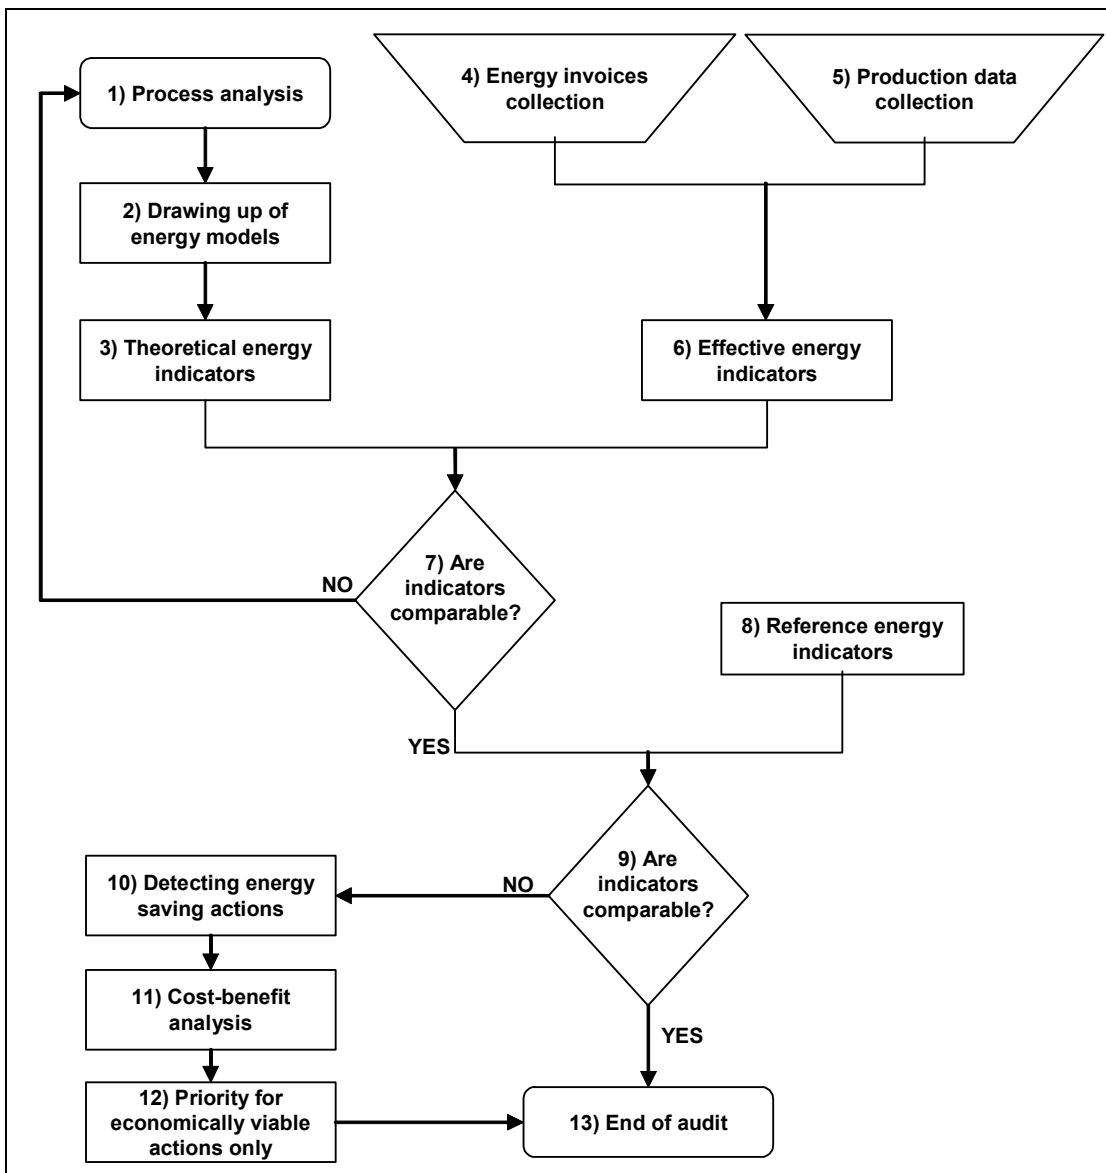 1) Process analysis
4) Energy invoices
collection
5) Production data
collection
2) Drawing up of
energy models
3) Theoretical energy
indicators
6) Effective energy
indicators
7) Are
indicators
comparable?
NO
YES
8) Reference energy
indicators
9) Are
indicators
comparable?
NO
YES
10) Detecting energy
saving actions
11) Cost-benefit
analysis
12) Priority for
economically viable
actions only
13) End of audit